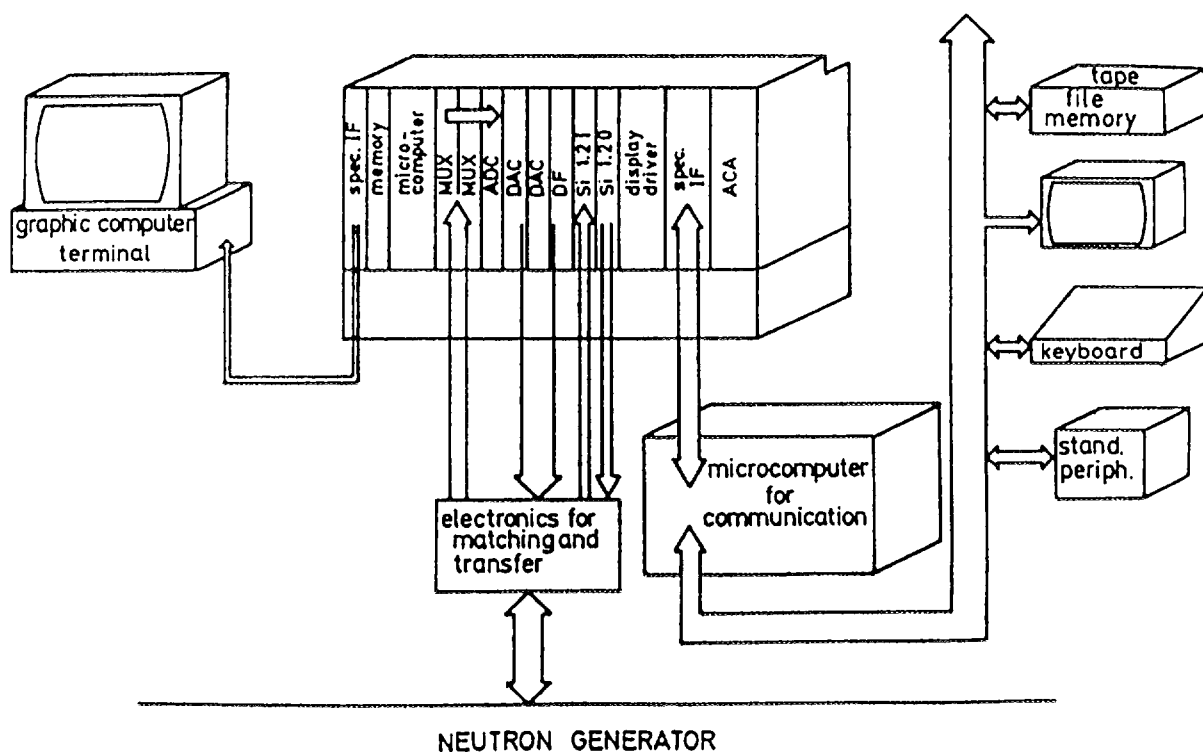 graphic computer
terminal
spec. IF
memory
micro-
computer
MUX
MUX
ADC
DAC
DAC
DF
Si 1.21
Si 1.20
display
driver
spec.
IF
ACA
tape
file
memory
keyboard
stand.
periph.
microcomputer
for
communication
electronics for
matching and
transfer
NEUTRON GENERATOR